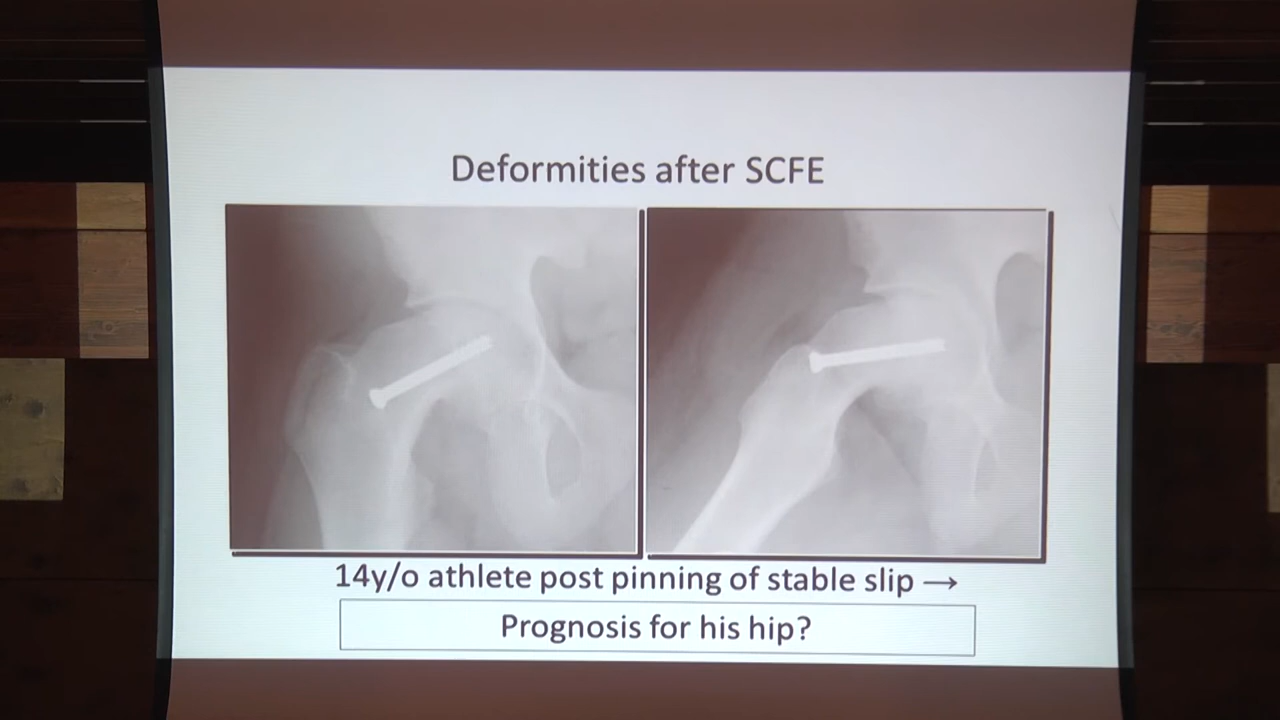 Deformities after SCFE
14y/o athlete post pinning of stable slip →
Prognosis for his hip?